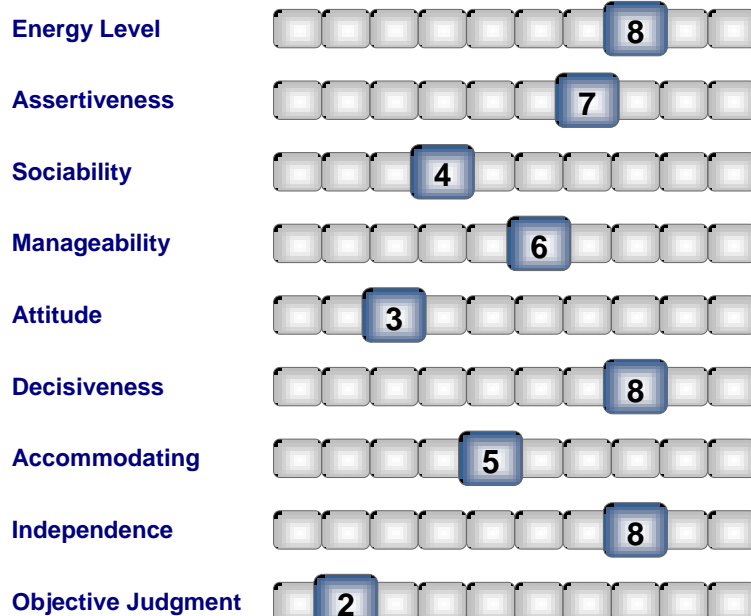 Energy Level 8
Assertiveness 7
Sociability 4
Manageability 6
Attitude 3
Decisiveness 8
Accommodating 5
Independence 8
Objective Judgment 2